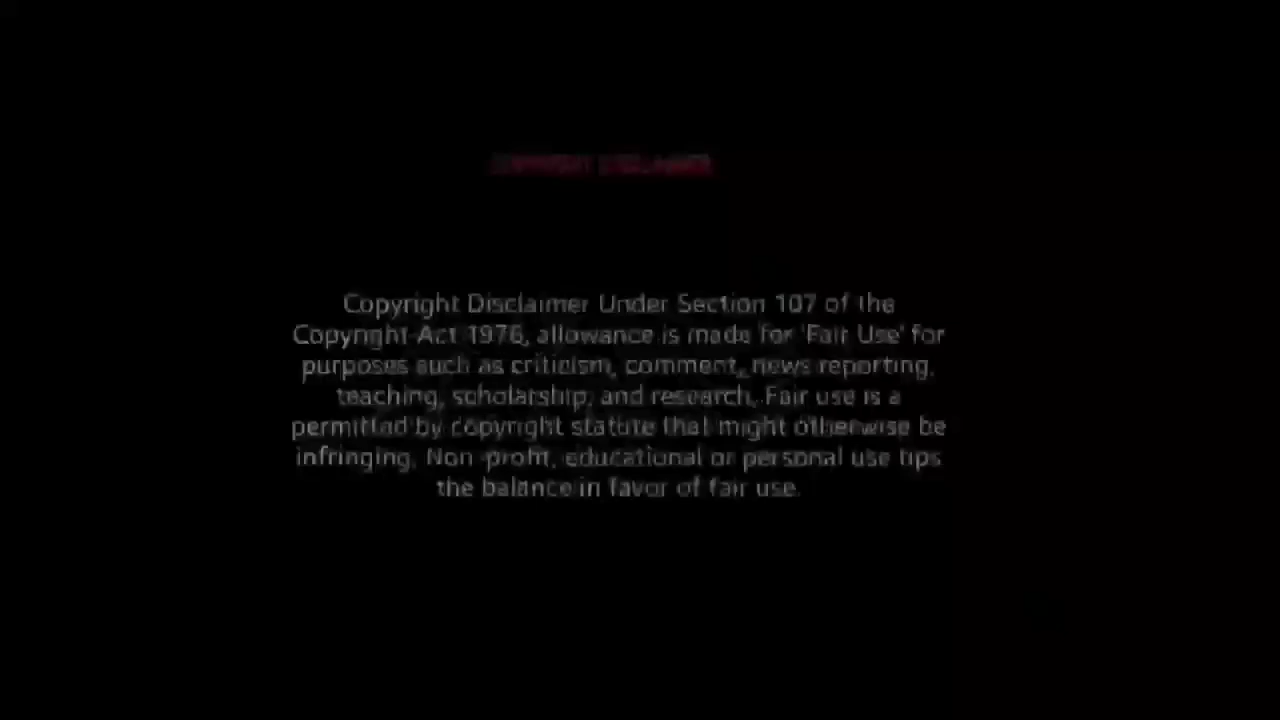 COPYRIGHT DISCLAIMER
Copyright Disclaimer Under Section 107 of the
Copyright Act 1976, allowance is made for 'Fair Use' for
purposes such as criticism, comment, news reporting,
teaching, scholarship, and research, Fair use is a
permitted by copyright statute that might otherwise be
infringing, Non-profit, educational or personal use tips
the balance in favor of fair use.